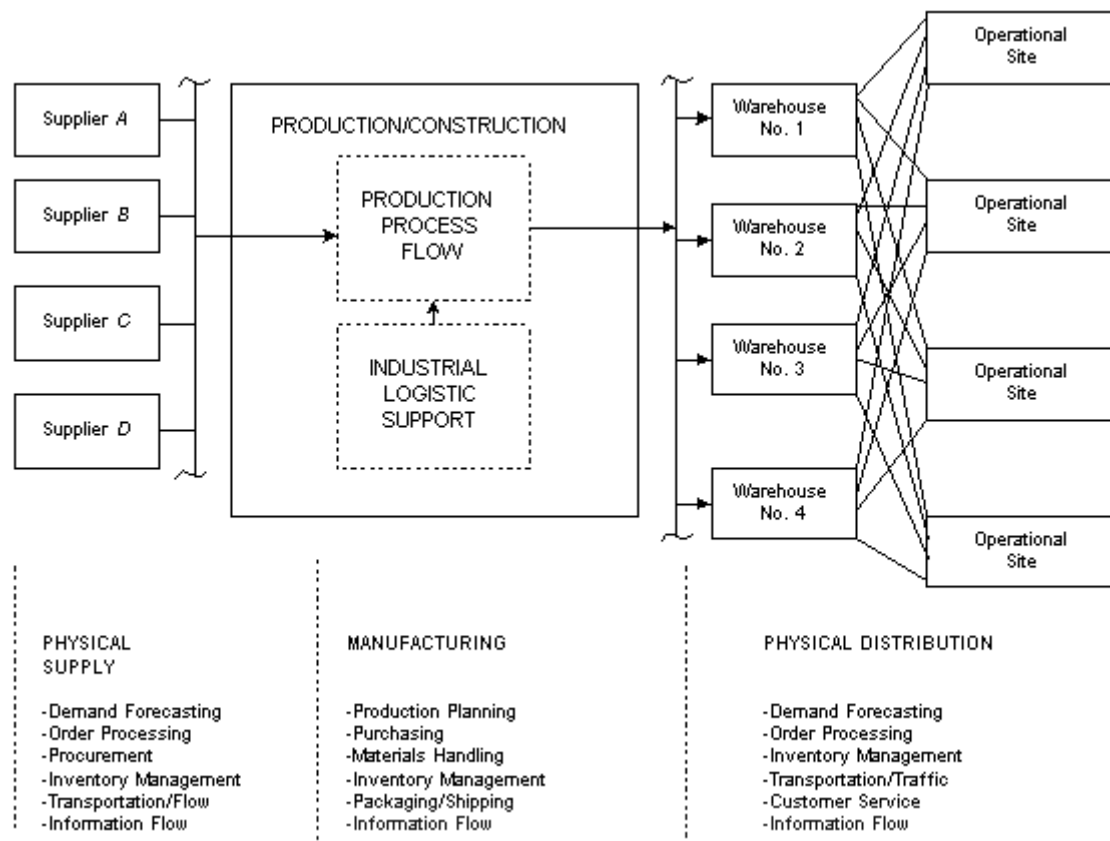 Supplier A
Supplier B
Supplier C
Supplier D
PRODUCTION/CONSTRUCTION
PRODUCTION
PROCESS
FLOW
INDUSTRIAL
LOGISTIC
SUPPORT
Warehouse
No. 1
Warehouse
No. 2
Warehouse
No. 3
Warehouse
No. 4
Operational
Site
Operational
Site
Operational
Site
Operational
Site
PHYSICAL
SUPPLY
-Demand Forecasting
-Order Processing
-Procurement
-Inventory Management
-Transportation/Flow
-Information Flow
MANUFACTURING
-Production Planning
-Purchasing
-Materials Handling
-Inventory Management
-Packaging/Shipping
-Information Flow
PHYSICAL DISTRIBUTION
-Demand Forecasting
-Order Processing
-Inventory Management
-Transportation/Traffic
-Customer Service
-Information Flow